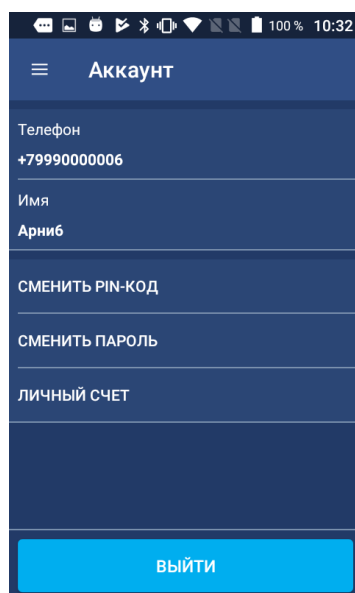 100 % 10:32
Аккаунт
Телефон
+79990000006
Имя
Арни6
СМЕНИТЬ PIN-КОД
СМЕНИТЬ ПАРОЛЬ
ЛИЧНЫЙ СЧЕТ
ВЫЙТИ